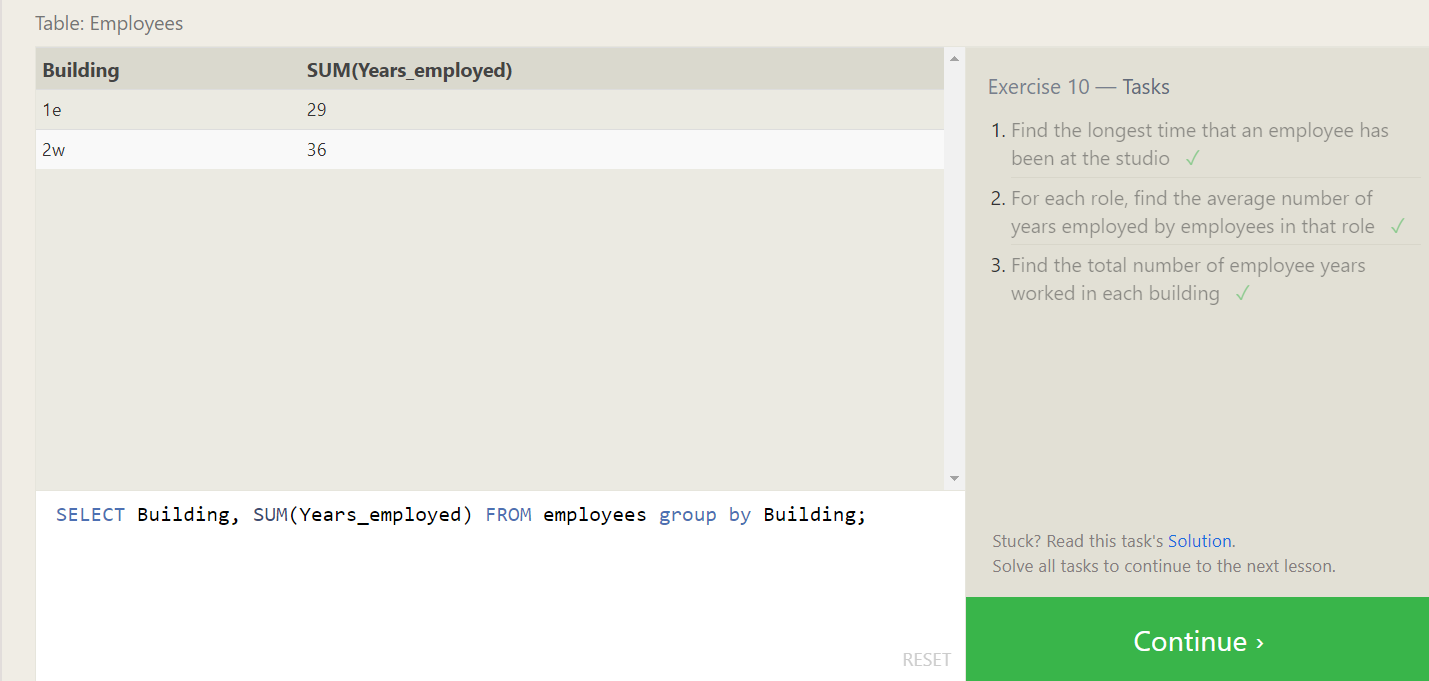 Table: Employees
Building SUM(Years_employed)
1e 29
2w 36
SELECT Building, SUM(Years_employed) FROM employees group by Building;
RESET
Exercise 10 — Tasks
1. Find the longest time that an employee has
been at the studio ✓
2. For each role, find the average number of
years employed by employees in that role ✓
3. Find the total number of employee years
worked in each building ✓
Stuck? Read this task's Solution.
Solve all tasks to continue to the next lesson.
Continue ›